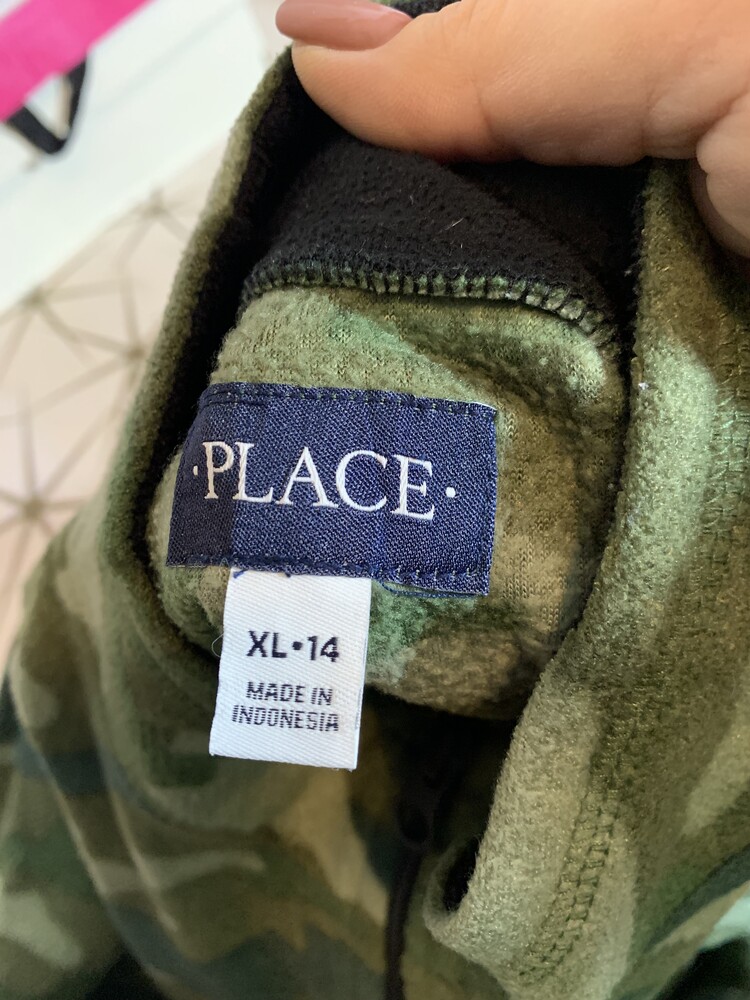 ·PLACE·
XL•14
MADE IN
INDONESIA